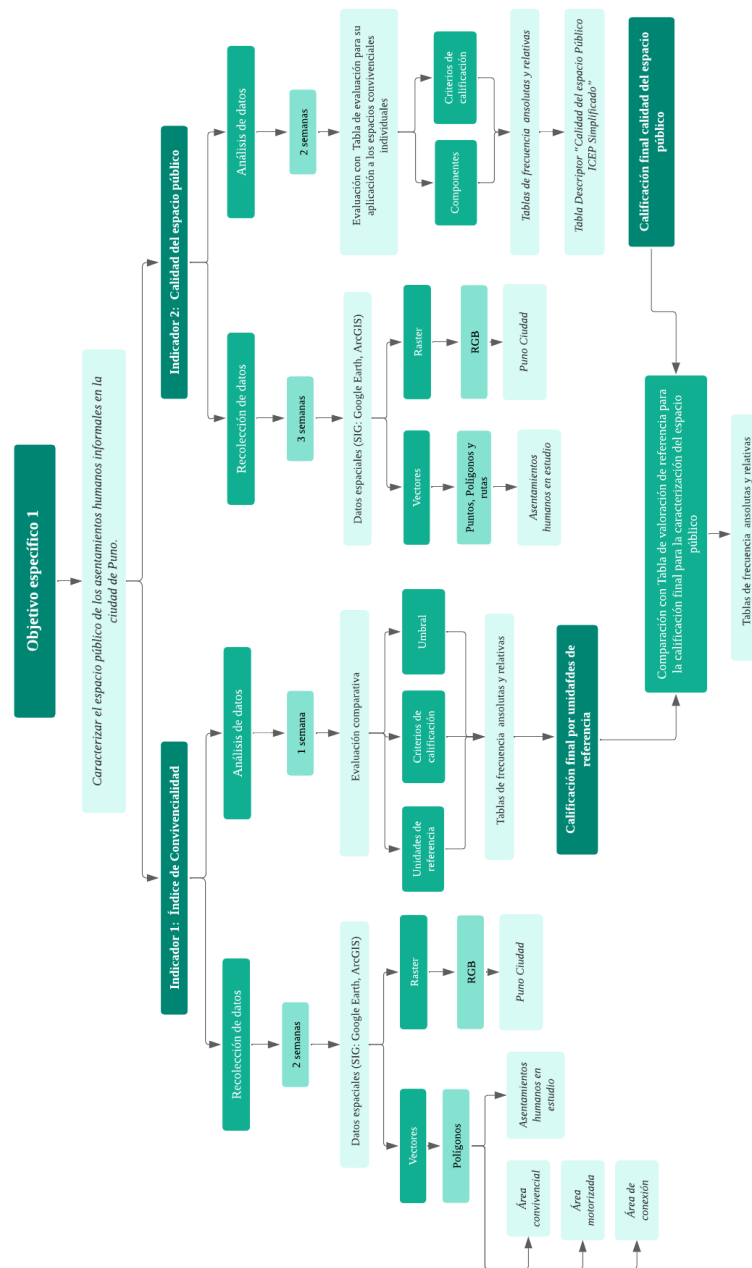 Objetivo específico 1
Caracterizar el espacio público de los asentamientos humanos informales en la
ciudad de Puno.
Indicador 1:  Índice de Convivencialidad
Recolección de datos
2 semanas
Datos espaciales (SIG: Google Earth, ArcGIS)
Vectores
Polígonos
Área
convivencial
Área
motorizada
Área de
conexión
Asentamientos
humanos en
estudio
Raster
RGB
Puno Ciudad
Análisis de datos
1 semana
Evaluación comparativa
Unidades de
referencia
Criterios de
calificación
Umbral
Tablas de frecuencia  ansolutas y relativas
Calificación final por unidafdes de
referencia
Indicador 2:  Calidad del espacio público
Recolección de datos
3 semanas
Datos espaciales (SIG: Google Earth, ArcGIS)
Vectores
Puntos, Polígonos y
rutas
Asentamientos
humanos en estudio
Raster
RGB
Puno Ciudad
Análisis de datos
2 semanas
Evaluación con  Tabla de evaluación para su
aplicación a los espacios convivenciales
individuales
Componentes
Criterios de
calificación
Tablas de frecuencia  ansolutas y relativas
Tabla Descriptor “Calidad del espacio Público
ICEP Simplificado”
Calificación final calidad del espacio
público
Comparación con Tabla de valoración de referencia para
la calificación final para la caracterización del espacio
público
Tablas de frecuencia  ansolutas y relativas